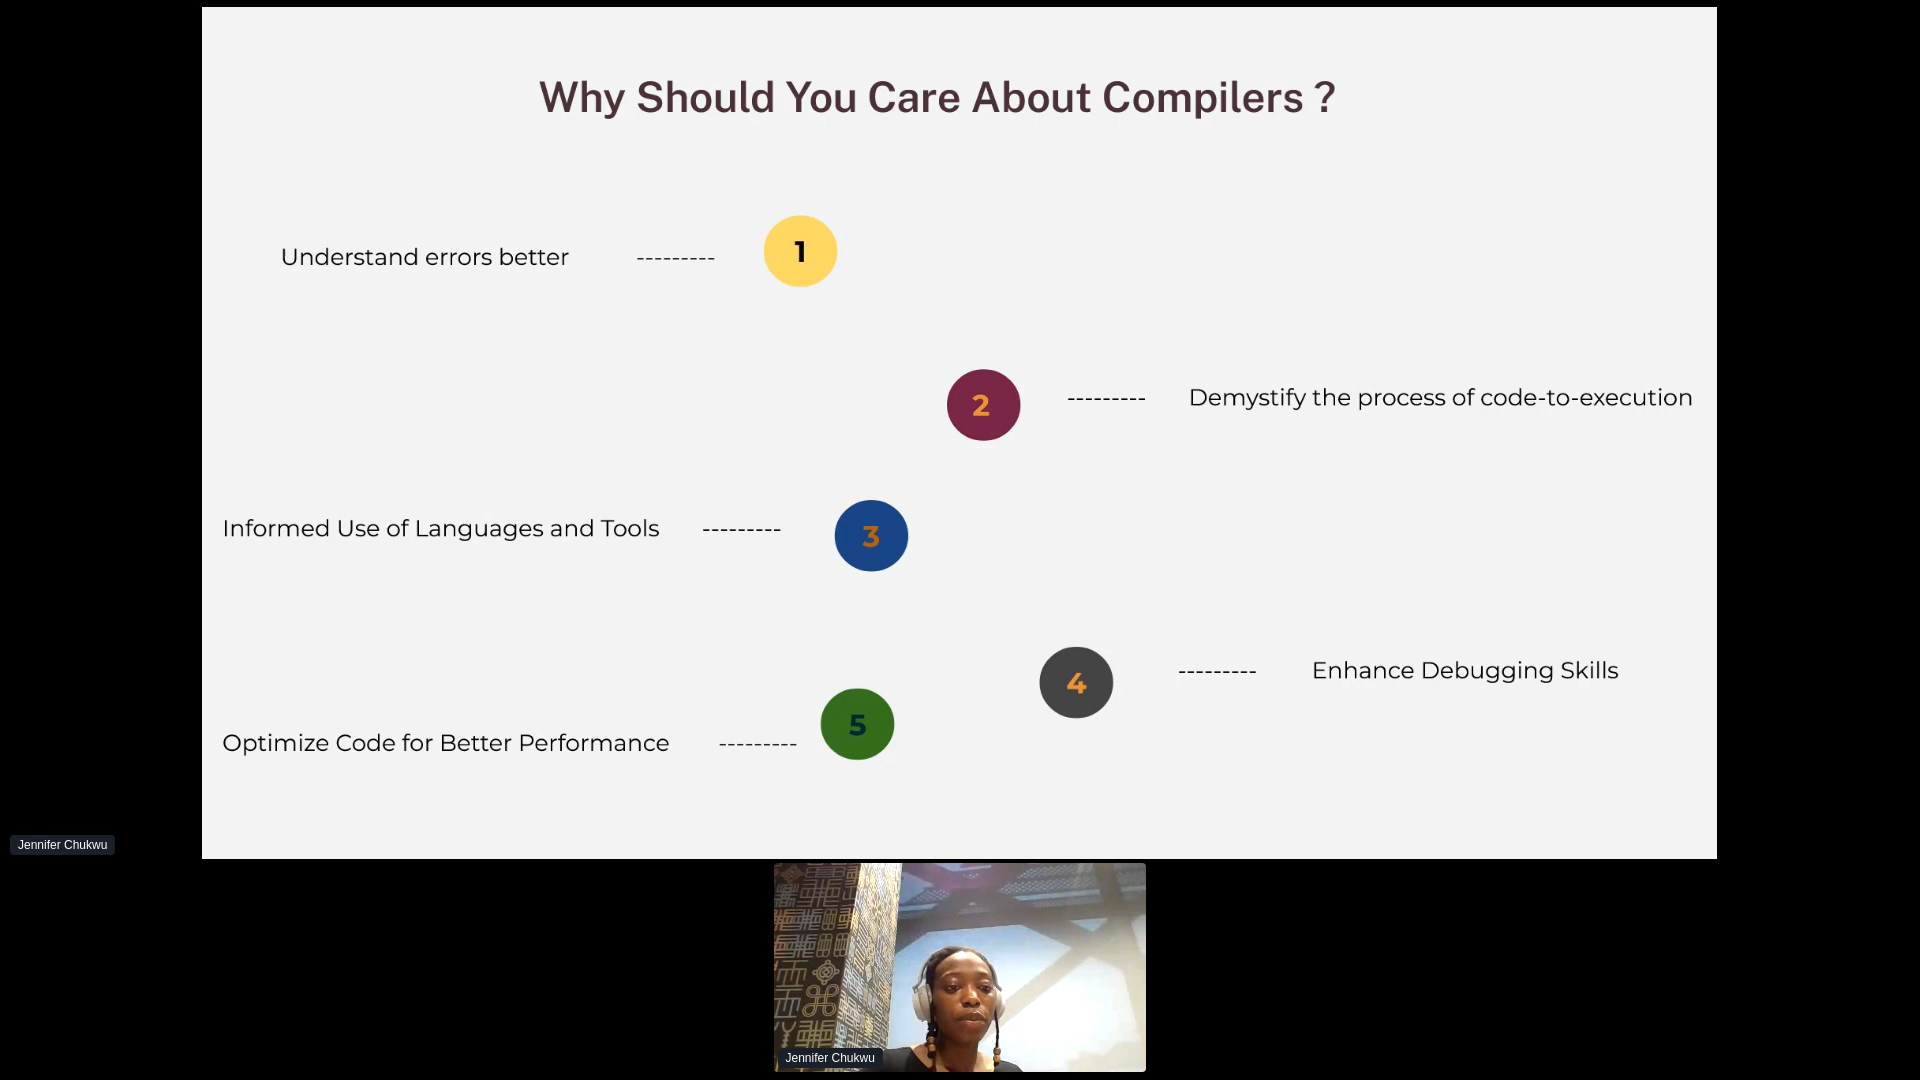 Why Should You Care About Compilers ?
Understand errors better --------- 1
2 --------- Demystify the process of code-to-execution
Informed Use of Languages and Tools --------- 3
4 --------- Enhance Debugging Skills
Optimize Code for Better Performance --------- 5
Jennifer Chukwu
Jennifer Chukwu